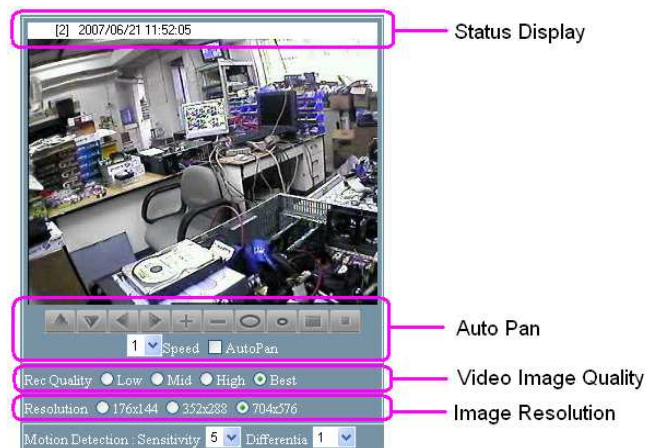 [2] 2007/06/21 11:52:05
Status Display
Auto Pan
1 Speed AutoPan
Rec Quality Low Mid High Best
Video Image Quality
Resolution 176x144 352x288 704x576
Image Resolution
Motion Detection : Sensitivity 5 Differentia 1